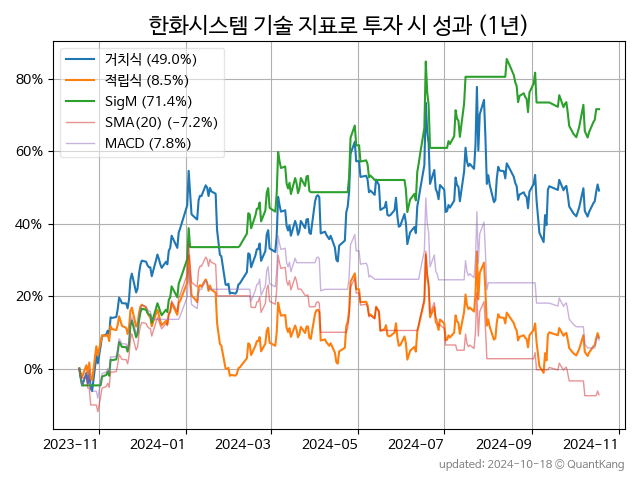 한화시스템 기술 지표로 투자 시 성과 (1년)
거치식 (49.0%)
적립식 (8.5%)
SigM (71.4%)
SMA(20) (−7.2%)
MACD (7.8%)
80%
60%
40%
20%
0%
2023-11 2024-01 2024-03 2024-05 2024-07 2024-09 2024-11
updated: 2024-10-18 © QuantKang